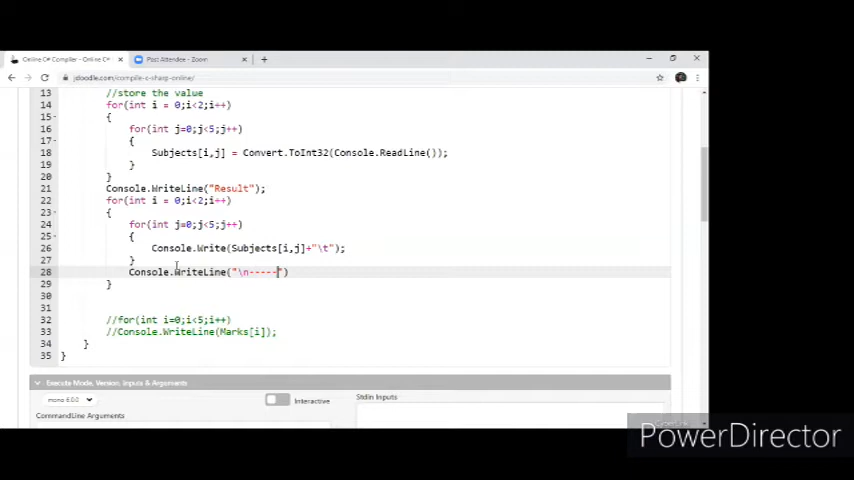 Online C# Compiler - Online C#
Past Attendee - Zoom
jdoodle.com/compile-c-sharp-online/
13 //store the value
14 for(int i = 0;i<2;i++)
15 {
16 for(int j=0;j<5;j++)
17 {
18 Subjects[i,j] = Convert.ToInt32(Console.ReadLine());
19 }
20 }
21 Console.WriteLine("Result");
22 for(int i = 0;i<2;i++)
23 {
24 for(int j=0;j<5;j++)
25 {
26 Console.Write(Subjects[i,j]+"\t");
27 }
28 Console.WriteLine("\n-----")
29 }
30
31
32 //for(int i=0;i<5;i++)
33 //Console.WriteLine(Marks[i]);
34 }
35 }
Execute Mode, Version, Inputs & Arguments
mono 6.0.0
Interactive
Stdin Inputs
CommandLine Arguments
PowerDirector